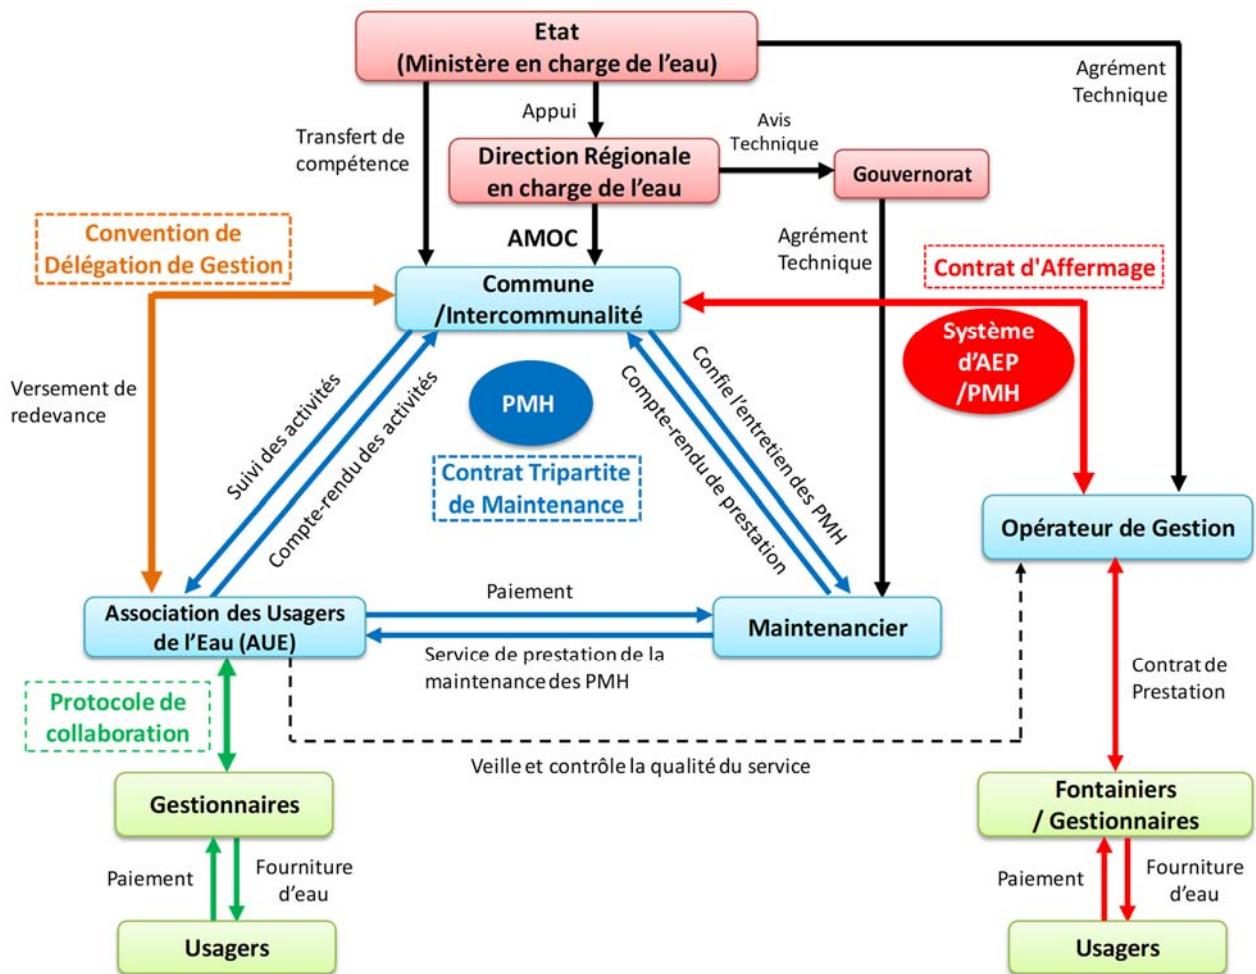 Etat
(Ministère en charge de l'eau)
Agrément
Technique
Appui
Transfert de
compétence
Avis
Technique
Direction Régionale
en charge de l'eau
Gouvernorat
Convention de
Délégation de Gestion
AMOC
Agrément
Technique
Contrat d'Affermage
Commune
/Intercommunalité
Système
d'AEP
/PMH
Versement de
redevance
Suivi des activités
Compte-rendu des activités
PMH
Contrat Tripartite
de Maintenance
Compte-rendu de prestation
Confie l'entretien des PMH
Opérateur de Gestion
Association des Usagers
de l'Eau (AUE)
Paiement
Maintenancier
Service de prestation de la
maintenance des PMH
Contrat de
Prestation
Protocole de
collaboration
Veille et contrôle la qualité du service
Gestionnaires
Fontainiers
/ Gestionnaires
Paiement
Fourniture
d'eau
Paiement
Fourniture
d'eau
Usagers
Usagers